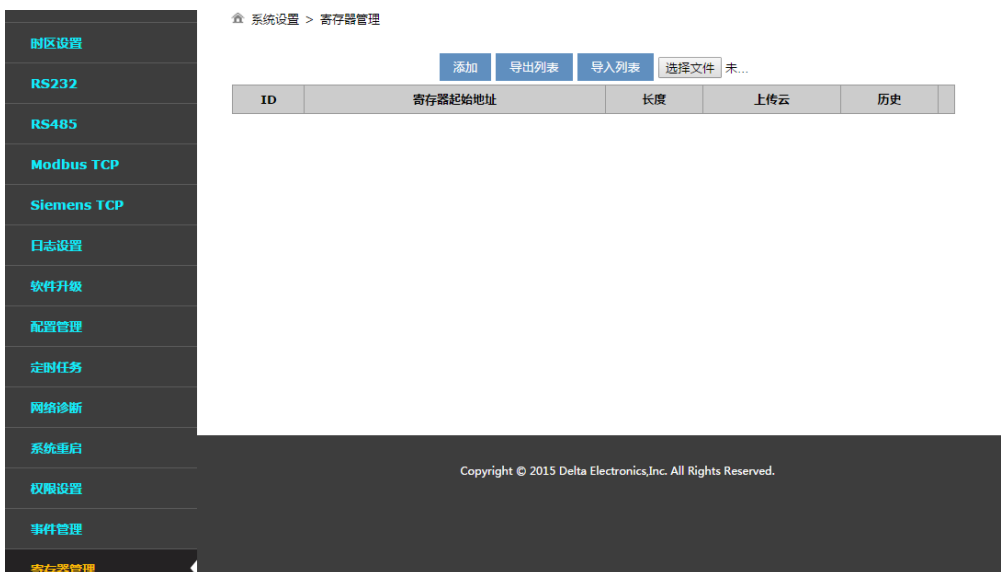 系统设置 > 寄存器管理
时区设置
RS232
RS485
Modbus TCP
Siemens TCP
日志设置
软件升级
配置管理
定时任务
网络诊断
系统重启
权限设置
事件管理
寄存器管理
添加 导出列表 导入列表 选择文件 未...
ID 寄存器起始地址 长度 上传云 历史
Copyright © 2015 Delta Electronics,Inc. All Rights Reserved.